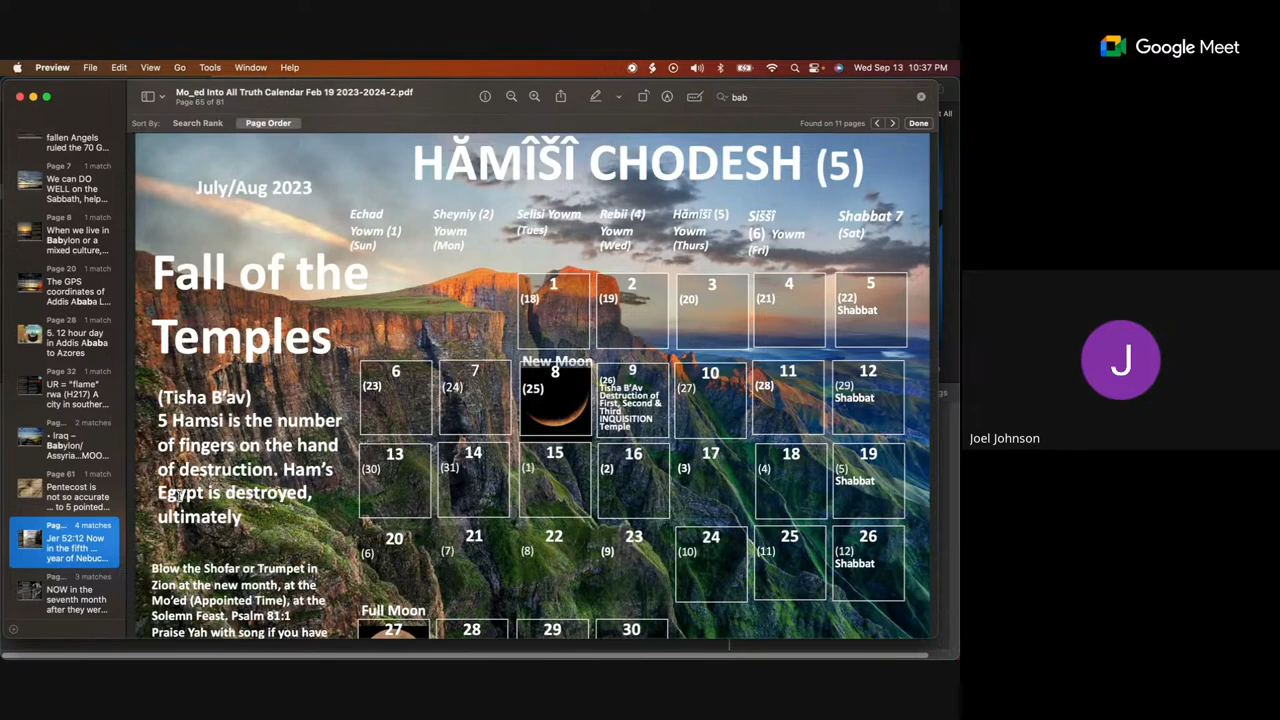 Google Meet
Preview File Edit View Go Tools Window Help
Wed Sep 13 10:37 PM
Mo_ed Into All Truth Calendar Feb 19 2023-2024-2.pdf
Page 65 of 81
bab
Sort By: Search Rank Page Order
Found on 11 pages
Done
fallen Angels
ruled the 70 G...
Page 7 1 match
We can DO
WELL on the
Sabbath, help...
Page 8 1 match
When we live in
Babylon or a
mixed culture,...
Page 20 1 match
The GPS
coordinates of
Addis Ababa L...
Page 28 1 match
5. 12 hour day
in Addis Ababa
to Azores
Page 32 1 match
UR = "flame"
rwa (H217) A
city in souther...
Page... 2 matches
• Iraq –
Babylon/
Assyria...MOO...
Page 61 1 match
Pentecost is
not so accurate
... to 5 pointed...
Pag... 4 matches
Jer 52:12 Now
in the fifth ...
year of Nebuc...
Pag... 3 matches
NOW in the
seventh month
after they wer...
HĂMÎŠÎ CHODESH (5)
July/Aug 2023
Echad
Yowm (1)
(Sun)
Sheyniy (2)
Yowm
(Mon)
Selisi Yowm
(Tues)
Rebii (4)
Yowm
(Wed)
Hămîšî (5)
Yowm
(Thurs)
Sišŝî
(6) Yowm
(Fri)
Shabbat 7
(Sat)
Fall of the
Temples
(Tisha B'av)
5 Hamsi is the number
of fingers on the hand
of destruction. Ham's
Egypt is destroyed,
ultimately
Blow the Shofar or Trumpet in
Zion at the new month, at the
Mo'ed (Appointed Time), at the
Solemn Feast, Psalm 81:1
Praise Yah with song if you have
1 2 3 4 5
(18) (19) (20) (21) (22)
Shabbat
New Moon
6 7 8 9 10 11 12
(23) (24) (25) (26) (27) (28) (29)
Tisha B'Av
Destruction of
First, Second &
Third
INQUISITION
Temple
Shabbat
13 14 15 16 17 18 19
(30) (31) (1) (2) (3) (4) (5)
Shabbat
20 21 22 23 24 25 26
(6) (7) (8) (9) (10) (11) (12)
Shabbat
Full Moon
27 28 29 30
J
Joel Johnson